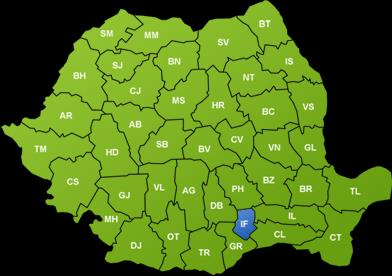 BT
SM
MM
SV
IS
BN
SJ
BH
NT
CJ
MS
HR
BC
VS
AR
AB
CV
VN
GL
TM
HD
SB
BV
CS
BZ
BR
TL
GJ
VL
AG
PH
DB
MH
IL
IF
CL
CT
OT
DJ
TR
GR